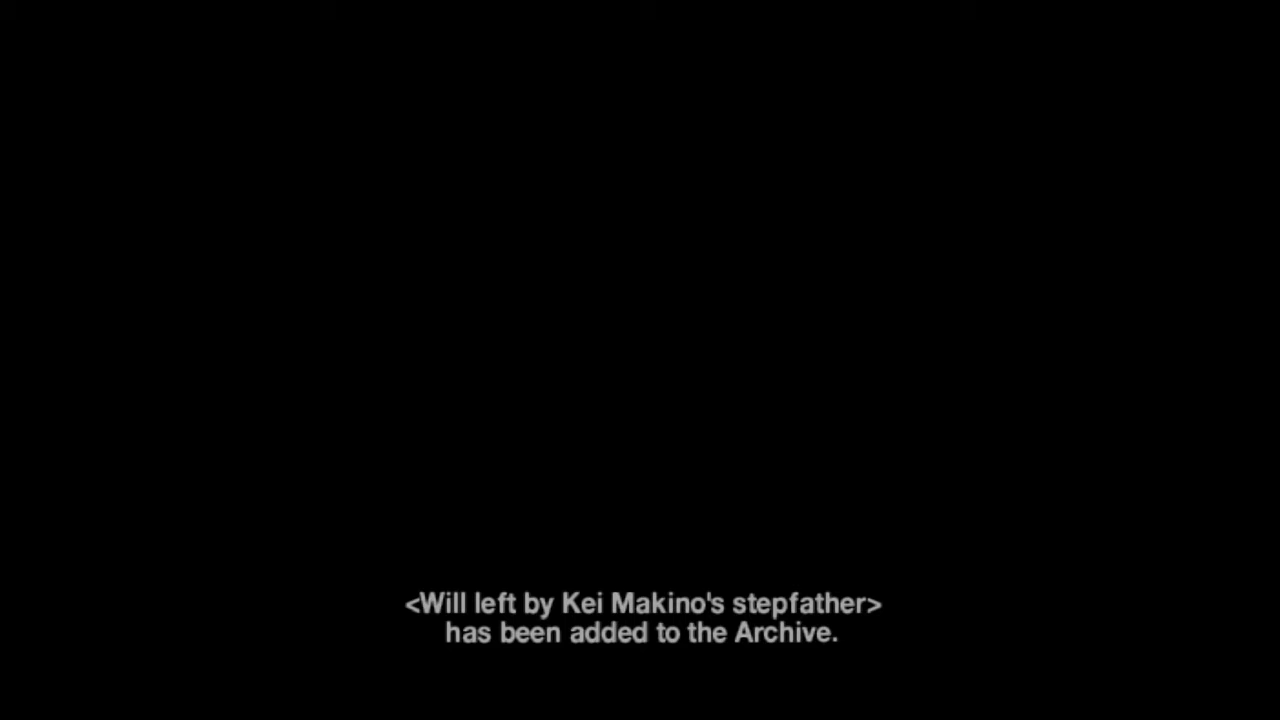 <Will left by Kei Makino's stepfather>
has been added to the Archive.